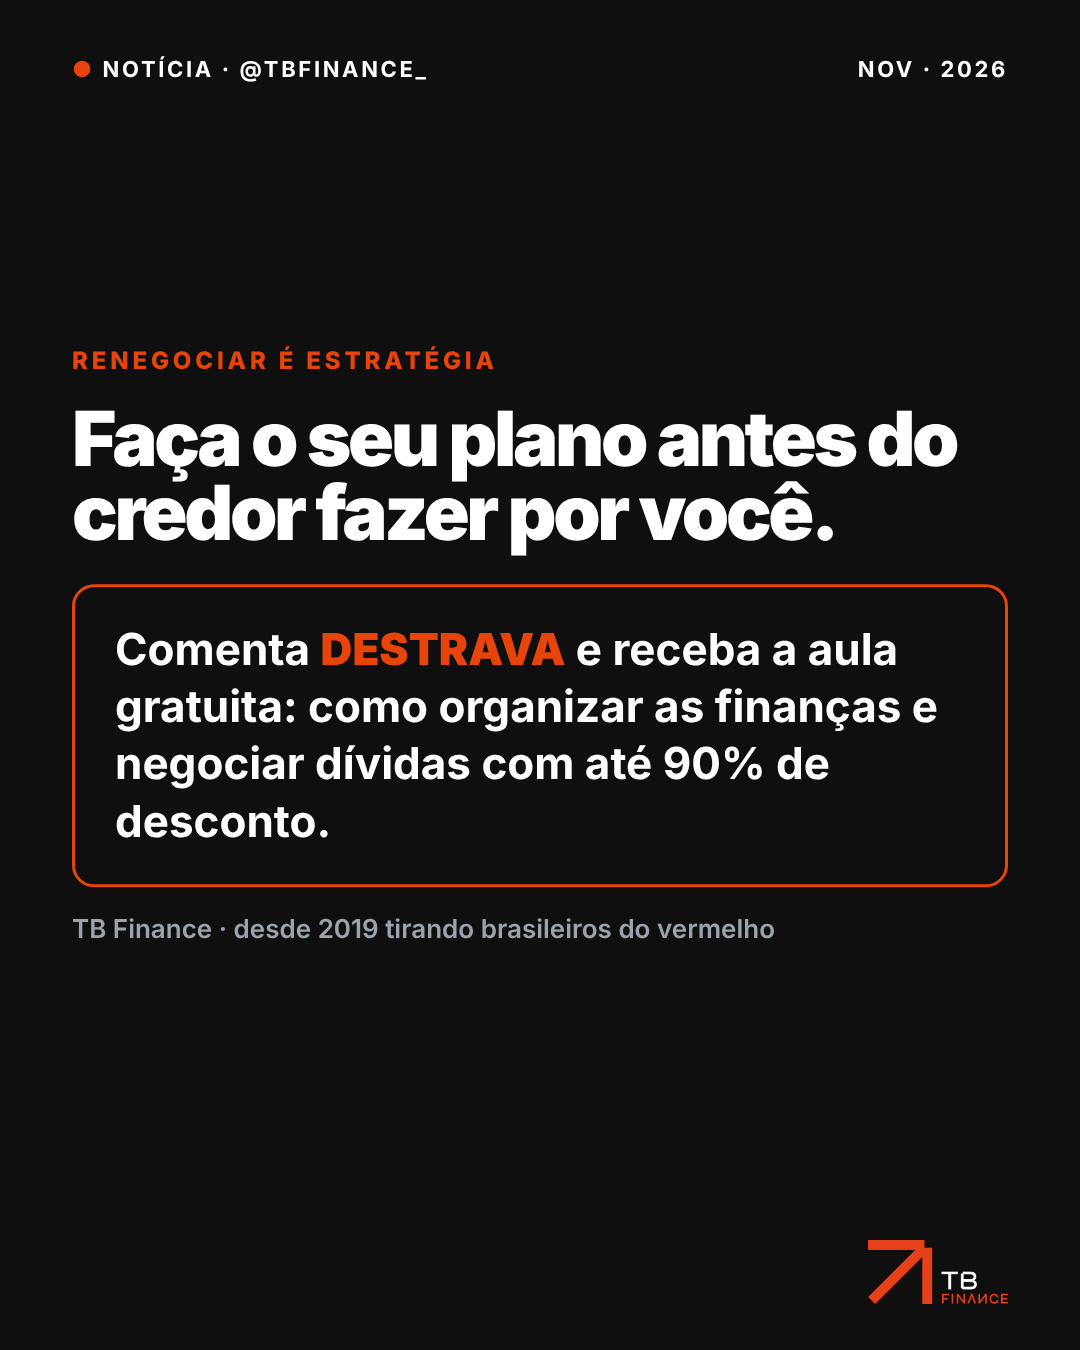 NOTÍCIA · @TBFINANCE_
NOV · 2026
RENEGOCIAR É ESTRATÉGIA
Faça o seu plano antes do
credor fazer por você.
Comenta DESTRAVA e receba a aula
gratuita: como organizar as finanças e
negociar dívidas com até 90% de
desconto.
TB Finance · desde 2019 tirando brasileiros do vermelho
TB
FINANCE